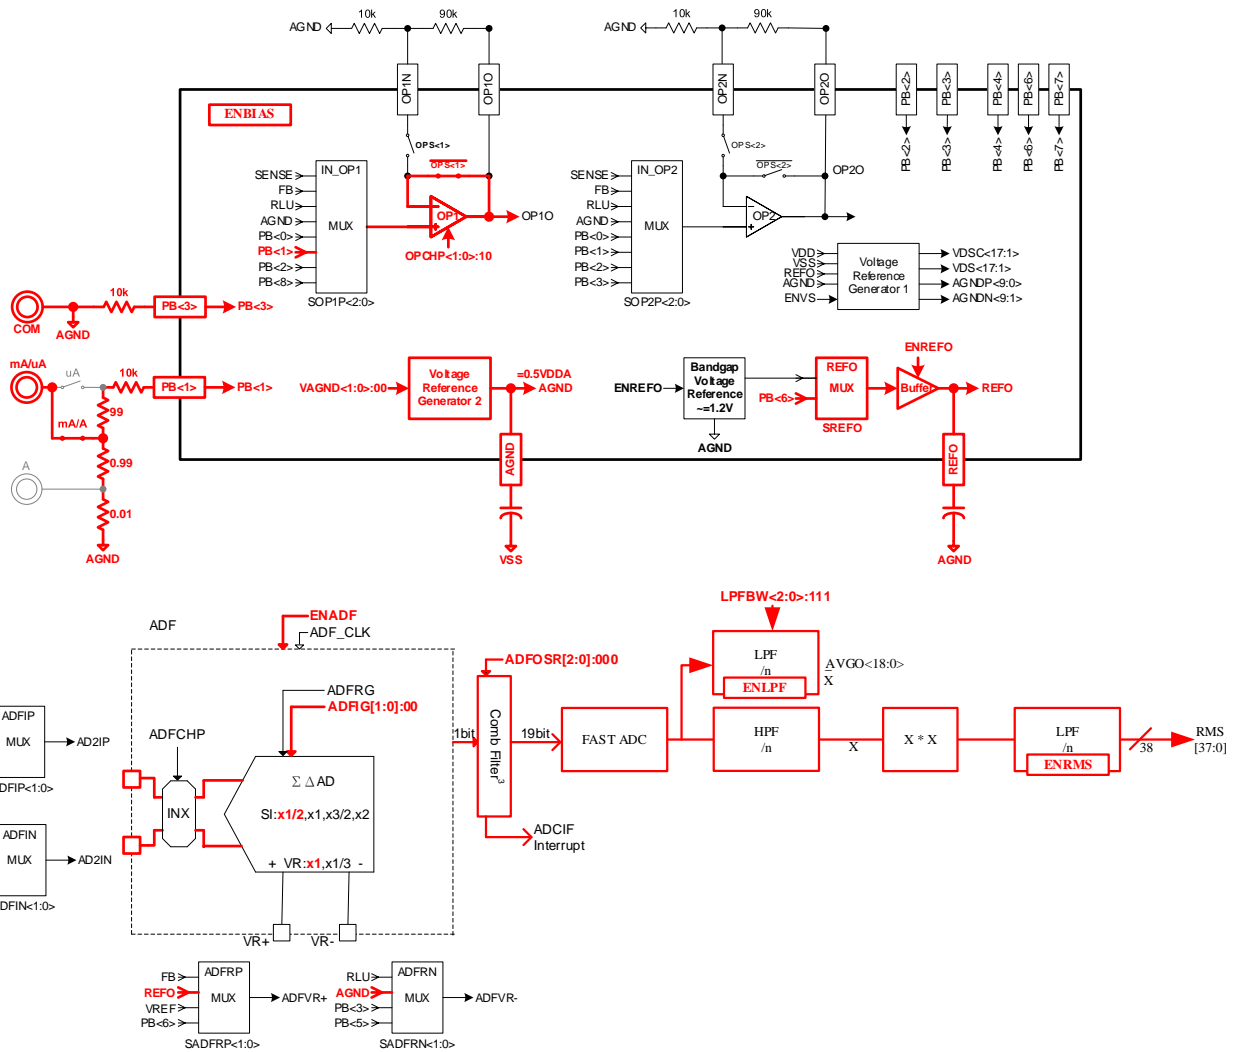 10k
90k
AGND
OP1N
OP1O
10k
90k
AGND
OP2N
OP2O
PB<2>
PB<3>
PB<4>
PB<6>
PB<7>
PB<2>
PB<3>
PB<4>
PB<6>
PB<7>
ENBIAS
OPS<1>
OPS<1>
IN_OP1
MUX
SENSE
FB
RLU
AGND
PB<0>
PB<1>
PB<2>
PB<8>
SOP1P<2:0>
OP1
OP1O
OPCHP<1:0>:10
OPS<2>
OPS<2>
OP2O
IN_OP2
MUX
SENSE
FB
RLU
AGND
PB<0>
PB<1>
PB<2>
PB<3>
SOP2P<2:0>
OP2
VDD
VSS
REFO
AGND
ENVS
Voltage
Reference
Generator 1
VDSC<17:1>
VDS<17:1>
AGNDP<9:0>
AGNDN<9:1>
10k
PB<3>
PB<3>
COM
AGND
mA/uA
uA
10k
PB<1>
PB<1>
99
mA/A
0.99
A
0.01
AGND
VAGND<1:0>:00
Voltage
Reference
Generator 2
=0.5VDDA
AGND
AGND
VSS
ENREFO
Bandgap
Voltage
Reference
~=1.2V
AGND
PB<6>
REFO
MUX
SREFO
ENREFO
Buffer
REFO
REFO
AGND
LPFBW<2:0>:111
ADF
ENADF
ADF_CLK
ADFRG
ADFIG[1:0]:00
ADFCHP
INX
Σ Δ AD
SI:x1/2,x1,x3/2,x2
+ VR:x1,x1/3 -
VR+
VR-
ADFIP
MUX
AD2IP
DFIP<1:0>
ADFIN
MUX
AD2IN
DFIN<1:0>
1bit
ADFOSR[2:0]:000
Comb Filter³
19bit
ADCIF
Interrupt
FAST ADC
LPF
/n
ENLPF
AVGO<18:0>
X
HPF
/n
X
X * X
LPF
/n
ENRMS
38
RMS
[37:0]
FB
REFO
VREF
PB<6>
ADFRP
MUX
ADFVR+
SADFRP<1:0>
RLU
AGND
PB<3>
PB<5>
ADFRN
MUX
ADFVR-
SADFRN<1:0>